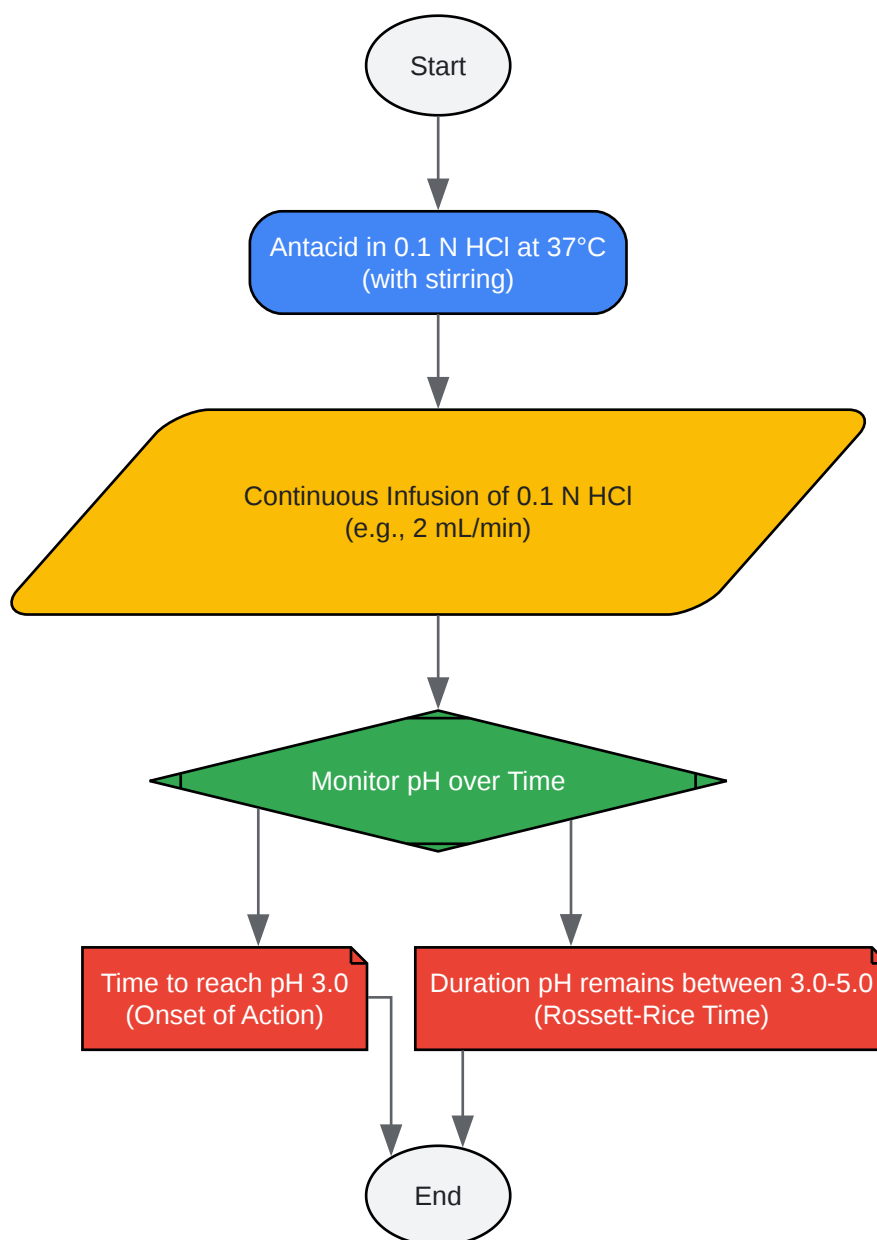 Start
Antacid in 0.1 N HCl at 37°C
(with stirring)
Continuous Infusion of 0.1 N HCl
(e.g., 2 mL/min)
Monitor pH over Time
Time to reach pH 3.0
(Onset of Action)
Duration pH remains between 3.0-5.0
(Rossett-Rice Time)
End